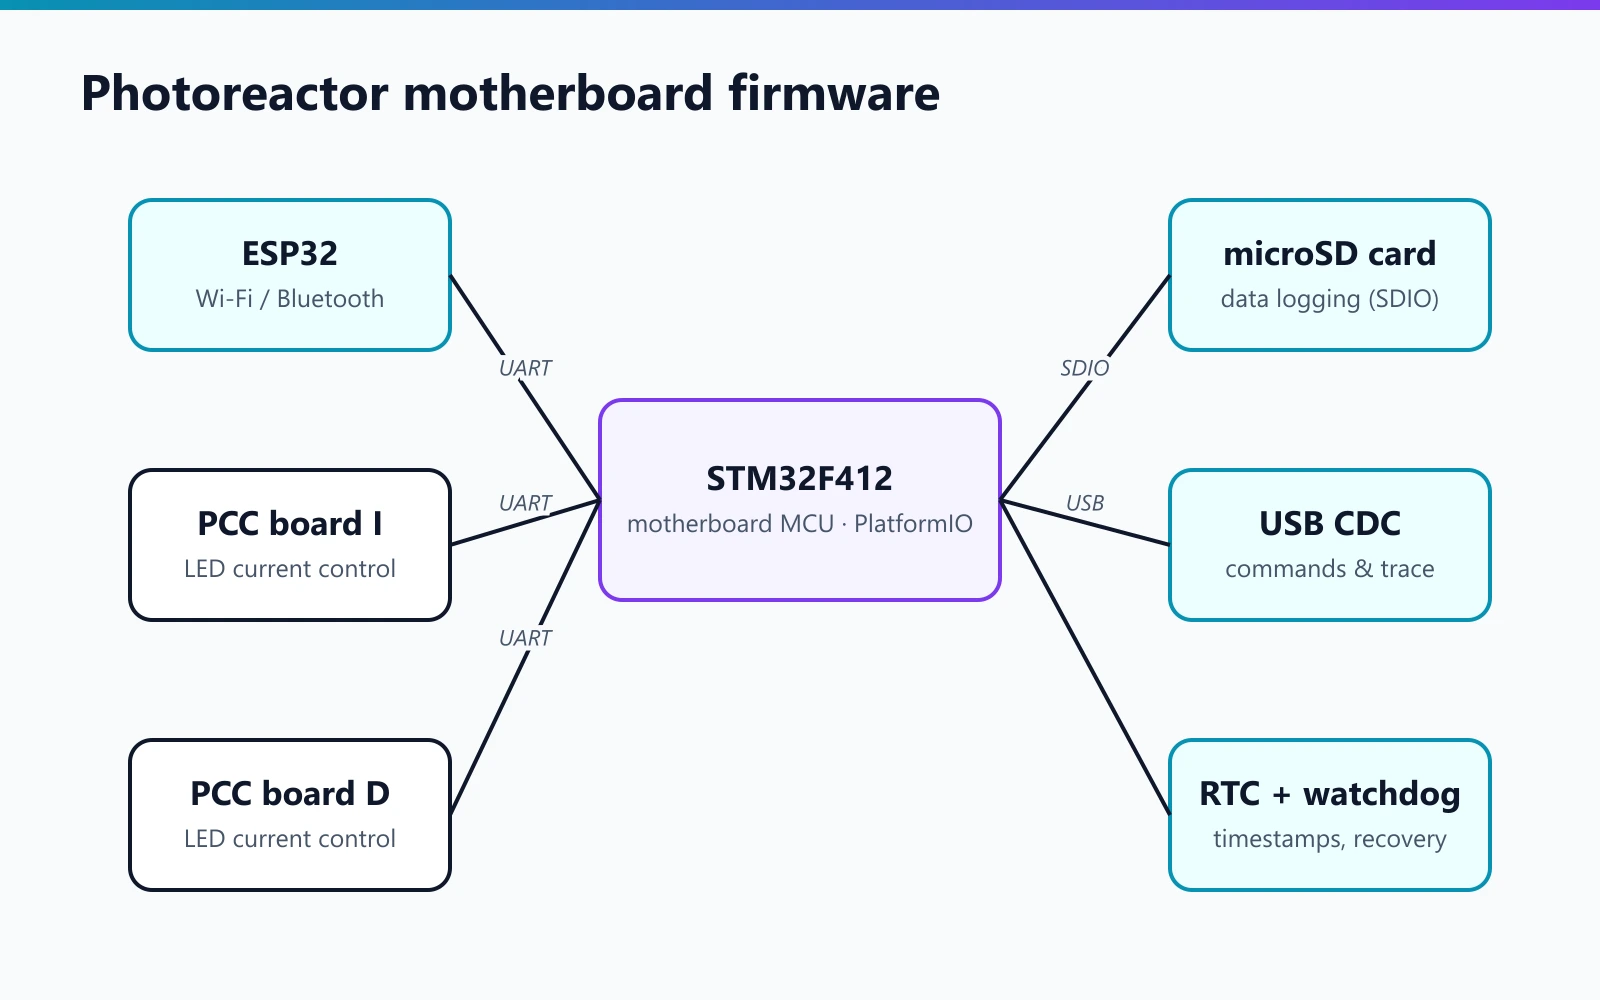 Photoreactor motherboard firmware
ESP32
Wi-Fi / Bluetooth
microSD card
data logging (SDIO)
UART
SDIO
STM32F412
motherboard MCU · PlatformIO
PCC board I
LED current control
UART
USB
USB CDC
commands & trace
UART
PCC board D
LED current control
RTC + watchdog
timestamps, recovery